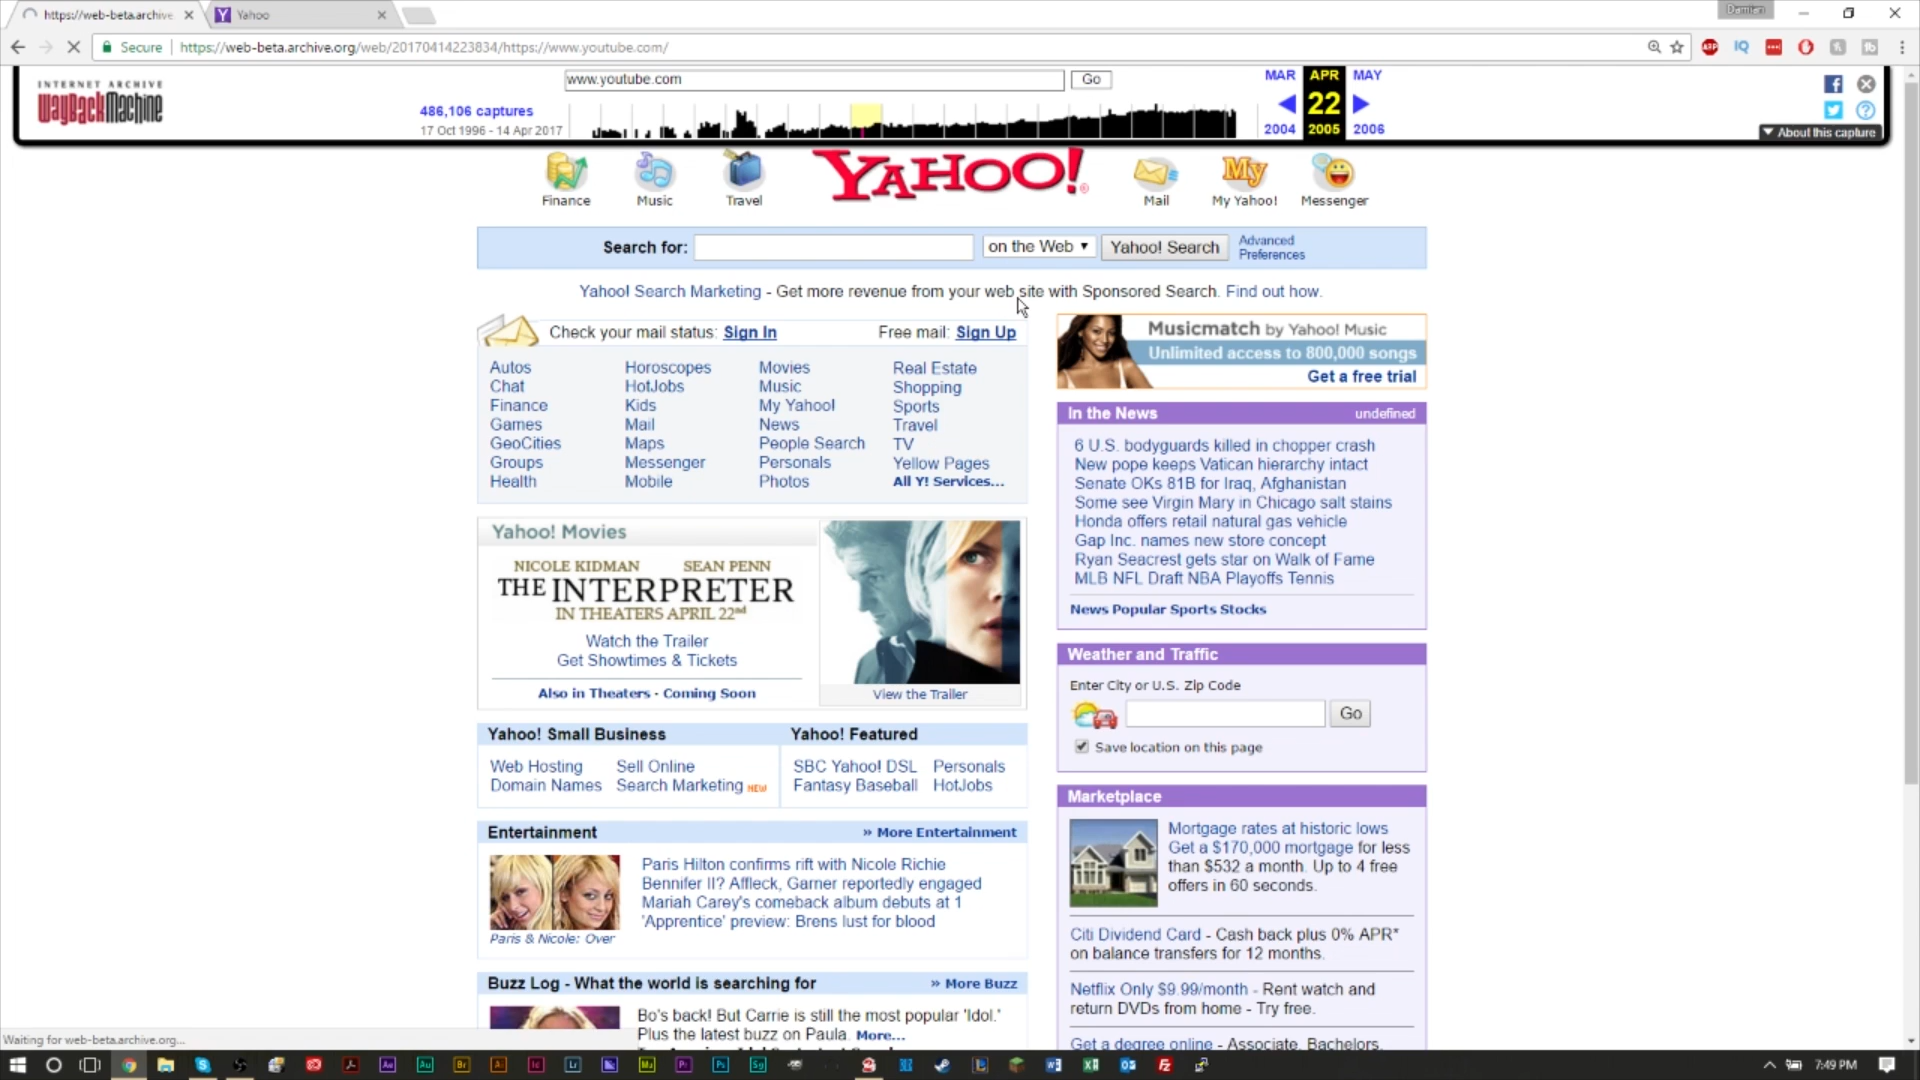 https://web-beta.archive
Yahoo
Damian
Secure
https://web-beta.archive.org/web/20170414223834/https://www.youtube.com/
INTERNET ARCHIVE
WayBackMachine
www.youtube.com
Go
486,106 captures
17 Oct 1996 - 14 Apr 2017
MAR APR MAY
22
2004 2005 2006
About this capture
Finance
Music
Travel
YAHOO!
Mail
My Yahoo!
Messenger
Search for:
on the Web
Yahoo! Search
Advanced
Preferences
Yahoo! Search Marketing - Get more revenue from your web site with Sponsored Search. Find out how.
Check your mail status: Sign In
Free mail: Sign Up
Autos Horoscopes Movies Real Estate
Chat HotJobs Music Shopping
Finance Kids My Yahoo! Sports
Games Mail News Travel
GeoCities Maps People Search TV
Groups Messenger Personals Yellow Pages
Health Mobile Photos All Y! Services...
Musicmatch by Yahoo! Music
Unlimited access to 800,000 songs
Get a free trial
In the News undefined
6 U.S. bodyguards killed in chopper crash
New pope keeps Vatican hierarchy intact
Senate OKs 81B for Iraq, Afghanistan
Some see Virgin Mary in Chicago salt stains
Honda offers retail natural gas vehicle
Gap Inc. names new store concept
Ryan Seacrest gets star on Walk of Fame
MLB NFL Draft NBA Playoffs Tennis
News Popular Sports Stocks
Yahoo! Movies
NICOLE KIDMAN SEAN PENN
THE INTERPRETER
IN THEATERS APRIL 22nd
Watch the Trailer
Get Showtimes & Tickets
Also in Theaters · Coming Soon
View the Trailer
Weather and Traffic
Enter City or U.S. Zip Code
Go
Save location on this page
Yahoo! Small Business
Web Hosting Sell Online
Domain Names Search Marketing NEW
Yahoo! Featured
SBC Yahoo! DSL Personals
Fantasy Baseball HotJobs
Marketplace
Mortgage rates at historic lows
Get a $170,000 mortgage for less
than $532 a month. Up to 4 free
offers in 60 seconds.
Citi Dividend Card - Cash back plus 0% APR*
on balance transfers for 12 months.
Netflix Only $9.99/month - Rent watch and
return DVDs from home - Try free.
Get a degree online - Associate, Bachelors,
Entertainment
» More Entertainment
Paris Hilton confirms rift with Nicole Richie
Bennifer II? Affleck, Garner reportedly engaged
Mariah Carey's comeback album debuts at 1
'Apprentice' preview: Brens lust for blood
Paris & Nicole: Over
Buzz Log - What the world is searching for
» More Buzz
Bo's back! But Carrie is still the most popular 'Idol.'
Plus the latest buzz on Paula. More...
Waiting for web-beta.archive.org...
7:49 PM